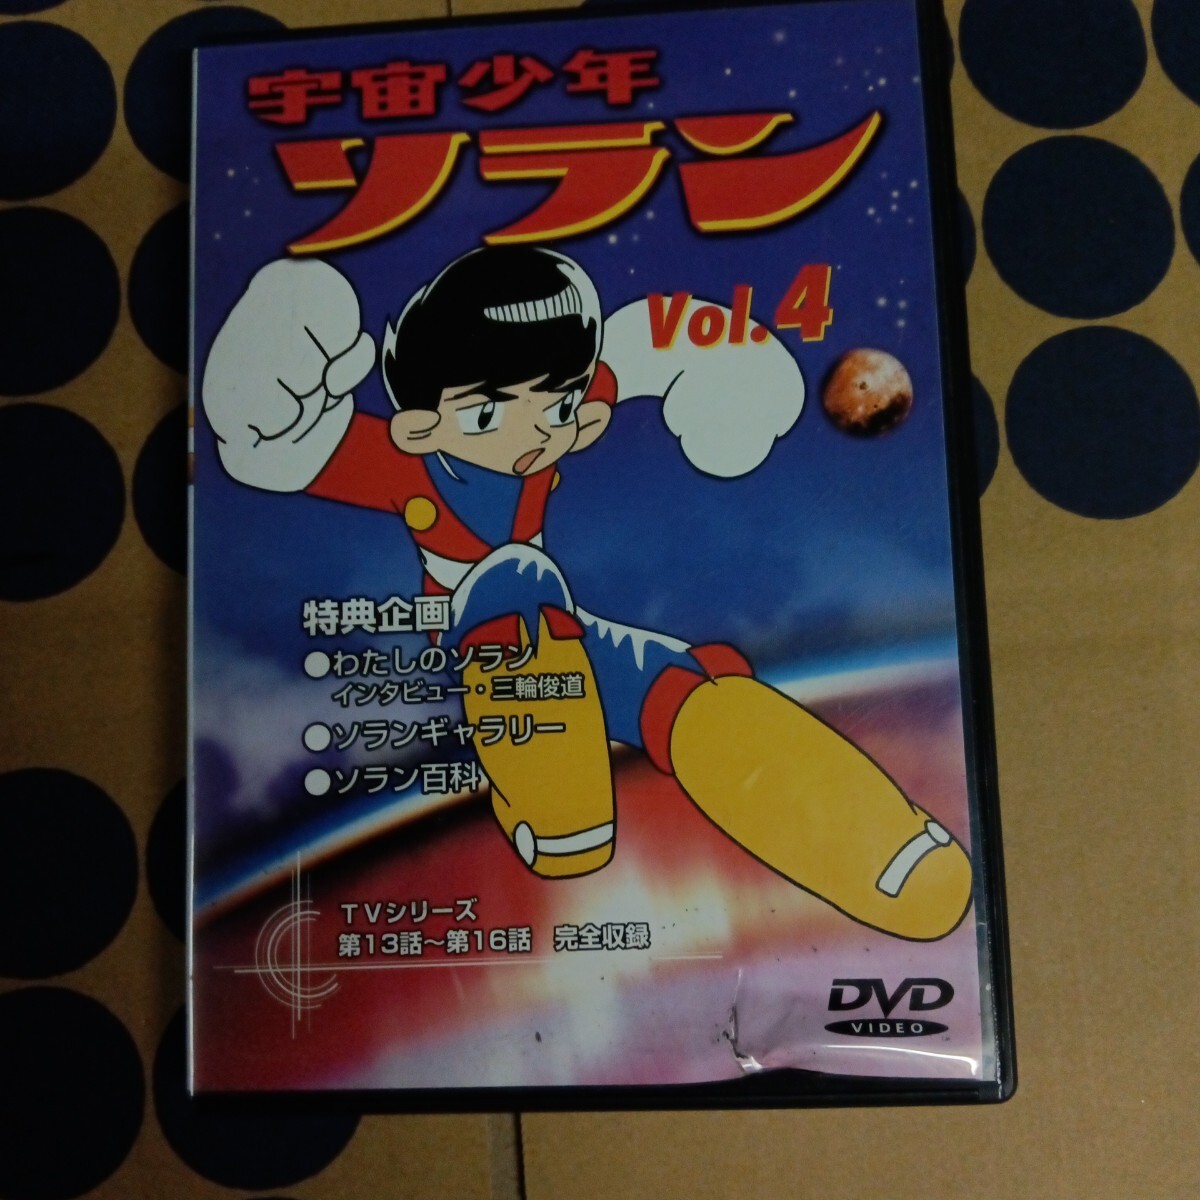 宇宙少年
ソラン
Vol.4
特典企画
●わたしのソラン
インタビュー・三輪俊道
●ソランギャラリー
●ソラン百科
TVシリーズ
第13話〜第16話　完全収録
DVD
VIDEO